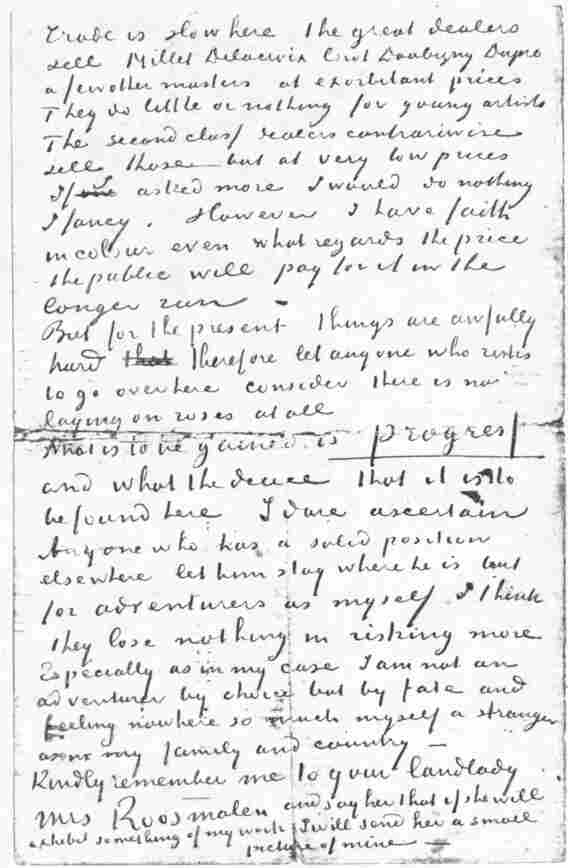 Trade is slow here The great dealers
sell Millet Delacroix Corot Daubigny Dupré
a few other masters at exorbitant prices
They do little or nothing for young artists
The second class dealers contrariwise
sell those but at very low prices
If asked more I would do nothing
I fancy. However I have faith
in colour even what regards the price
the public will pay for it in the
longer run –
But for the present things are awfully
hard that therefore let anyone who risks
to go over here consider there is no
laying on roses at all
What is to be gained is progress
and what the deuce that it is to
be found here I dare ascertain
Anyone who has a solid position
elsewhere let him stay where he is but
for adventurers as myself I think
they lose nothing in risking more
Especially as in my case I am not an
adventurer by choice but by fate and
feeling nowhere so much myself a stranger
as in my family and country –
Kindly remember me to your landlady
Mrs Roosmalen and say her that if she will
exhibit something of my work I will send her a small
picture of mine –